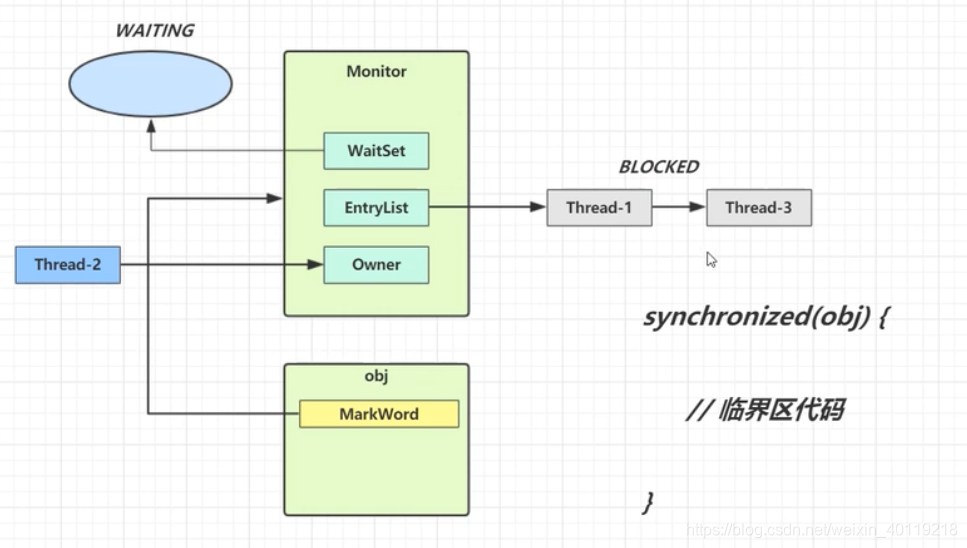 WAITING
Monitor
WaitSet
BLOCKED
EntryList
Thread-1
Thread-3
Thread-2
Owner
synchronized(obj) {
obj
// 临界区代码
MarkWord
}
https://blog.csdn.net/weixin_40119218